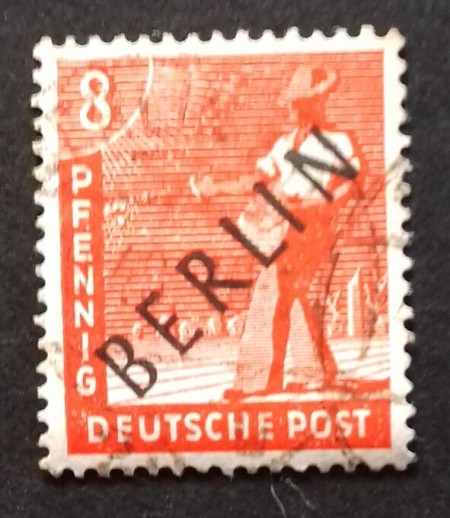 8
PFENNIG
BERLIN
DEUTSCHE POST